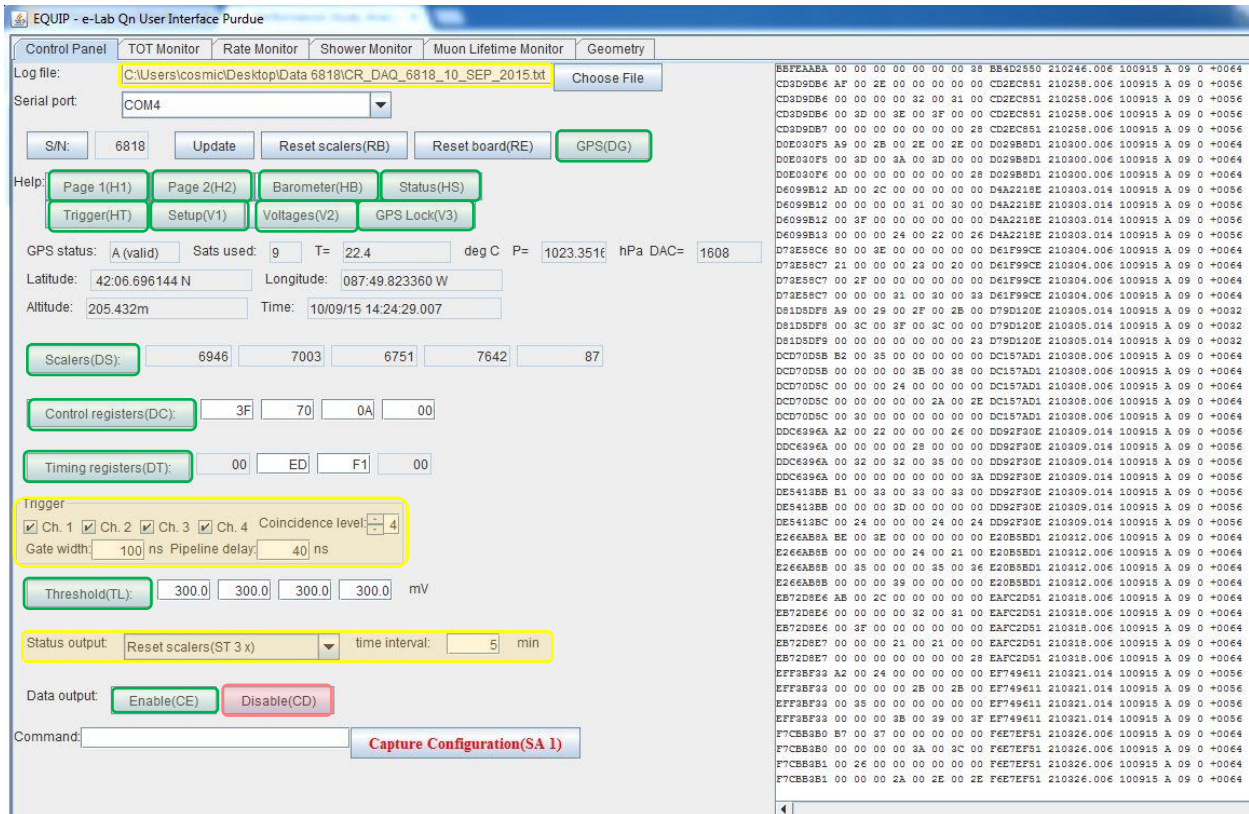 EQUIP - e-Lab Qn User Interface Purdue
Control Panel TOT Monitor Rate Monitor Shower Monitor Muon Lifetime Monitor Geometry
Log file: C:\Users\cosmic\Desktop\Data 6818\CR_DAQ_6818_10_SEP_2015.txt Choose File
Serial port: COM4
S/N: 6818 Update Reset scalers(RB) Reset board(RE) GPS(DG)
Help: Page 1(H1) Page 2(H2) Barometer(HB) Status(HS)
Trigger(HT) Setup(V1) Voltages(V2) GPS Lock(V3)
GPS status: A (valid) Sats used: 9 T= 22.4 deg C P= 1023.3516 hPa DAC= 1608
Latitude: 42:06.696144 N Longitude: 087:49.823360 W
Altitude: 205.432m Time: 10/09/15 14:24:29.007
Scalers(DS): 6946 7003 6751 7642 87
Control registers(DC): 3F 70 0A 00
Timing registers(DT): 00 ED F1 00
Trigger
Ch. 1 Ch. 2 Ch. 3 Ch. 4 Coincidence level: 4
Gate width: 100 ns Pipeline delay: 40 ns
Threshold(TL): 300.0 300.0 300.0 300.0 mV
Status output: Reset scalers(ST 3 x) time interval: 5 min
Data output: Enable(CE) Disable(CD)
Command: Capture Configuration(SA 1)
BBFEAABA 00 00 00 00 00 00 00 38 BB4D2550 210246.006 100915 A 09 0 +0064
CD3D9DB6 AF 00 2E 00 00 00 00 00 CD2EC851 210258.006 100915 A 09 0 +0056
CD3D9DB6 00 00 00 00 32 00 31 00 CD2EC851 210258.006 100915 A 09 0 +0056
CD3D9DB6 00 3D 00 3E 00 3F 00 00 CD2EC851 210258.006 100915 A 09 0 +0056
CD3D9DB7 00 00 00 00 00 00 00 28 CD2EC851 210258.006 100915 A 09 0 +0056
D0E030F5 A9 00 2B 00 2E 00 2E 00 D029B8D1 210300.006 100915 A 09 0 +0064
D0E030F5 00 3D 00 3A 00 3D 00 00 D029B8D1 210300.006 100915 A 09 0 +0064
D0E030F6 00 00 00 00 00 00 00 28 D029B8D1 210300.006 100915 A 09 0 +0064
D6099B12 AD 00 2C 00 00 00 00 00 D4A2218E 210303.014 100915 A 09 0 +0056
D6099B12 00 00 00 00 31 00 30 00 D4A2218E 210303.014 100915 A 09 0 +0056
D6099B12 00 3F 00 00 00 00 00 00 D4A2218E 210303.014 100915 A 09 0 +0056
D6099B13 00 00 00 24 00 22 00 26 D4A2218E 210303.014 100915 A 09 0 +0056
D73E58C6 80 00 3E 00 00 00 00 00 D61F99CE 210304.006 100915 A 09 0 +0064
D73E58C7 21 00 00 00 23 00 20 00 D61F99CE 210304.006 100915 A 09 0 +0064
D73E58C7 00 2F 00 00 00 00 00 00 D61F99CE 210304.006 100915 A 09 0 +0064
D73E58C7 00 00 00 31 00 30 00 33 D61F99CE 210304.006 100915 A 09 0 +0064
D81D5DF8 A9 00 29 00 2F 00 2B 00 D79D120E 210305.014 100915 A 09 0 +0032
D81D5DF8 00 3C 00 3F 00 3C 00 00 D79D120E 210305.014 100915 A 09 0 +0032
D81D5DF9 00 00 00 00 00 00 00 23 D79D120E 210305.014 100915 A 09 0 +0032
DCD70D5B B2 00 35 00 00 00 00 00 DC157AD1 210308.006 100915 A 09 0 +0064
DCD70D5B 00 00 00 00 3B 00 38 00 DC157AD1 210308.006 100915 A 09 0 +0064
DCD70D5C 00 00 00 24 00 00 00 00 DC157AD1 210308.006 100915 A 09 0 +0064
DCD70D5C 00 00 00 00 00 2A 00 2E DC157AD1 210308.006 100915 A 09 0 +0064
DCD70D5C 00 30 00 00 00 00 00 00 DC157AD1 210308.006 100915 A 09 0 +0064
DDC6396A A2 00 22 00 00 00 26 00 DD92F30E 210309.014 100915 A 09 0 +0056
DDC6396A 00 00 00 00 28 00 00 00 DD92F30E 210309.014 100915 A 09 0 +0056
DDC6396A 00 32 00 32 00 35 00 00 DD92F30E 210309.014 100915 A 09 0 +0056
DDC6396A 00 00 00 00 00 00 00 3A DD92F30E 210309.014 100915 A 09 0 +0056
DE5413BB B1 00 33 00 33 00 33 00 DD92F30E 210309.014 100915 A 09 0 +0056
DE5413BB 00 00 00 3D 00 00 00 00 DD92F30E 210309.014 100915 A 09 0 +0056
DE5413BC 00 24 00 00 00 24 00 24 DD92F30E 210309.014 100915 A 09 0 +0056
E266AB8A BE 00 3E 00 00 00 00 00 E20B5BD1 210312.006 100915 A 09 0 +0064
E266AB8B 00 00 00 00 24 00 21 00 E20B5BD1 210312.006 100915 A 09 0 +0064
E266AB8B 00 35 00 00 00 35 00 36 E20B5BD1 210312.006 100915 A 09 0 +0064
E266AB8B 00 00 00 39 00 00 00 00 E20B5BD1 210312.006 100915 A 09 0 +0064
EB72D8E6 AB 00 2C 00 00 00 00 00 EAFC2D51 210318.006 100915 A 09 0 +0064
EB72D8E6 00 00 00 00 32 00 31 00 EAFC2D51 210318.006 100915 A 09 0 +0064
EB72D8E6 00 3F 00 00 00 00 00 00 EAFC2D51 210318.006 100915 A 09 0 +0064
EB72D8E7 00 00 00 21 00 21 00 00 EAFC2D51 210318.006 100915 A 09 0 +0064
EB72D8E7 00 00 00 00 00 00 00 28 EAFC2D51 210318.006 100915 A 09 0 +0064
EFF3BF33 A2 00 24 00 00 00 00 00 EF749611 210321.014 100915 A 09 0 +0056
EFF3BF33 00 00 00 00 2B 00 2B 00 EF749611 210321.014 100915 A 09 0 +0056
EFF3BF33 00 35 00 00 00 00 00 00 EF749611 210321.014 100915 A 09 0 +0056
EFF3BF33 00 00 00 3B 00 39 00 3F EF749611 210321.014 100915 A 09 0 +0056
F7CBB3B0 B7 00 37 00 00 00 00 00 F6E7EF51 210326.006 100915 A 09 0 +0064
F7CBB3B0 00 00 00 00 3A 00 3C 00 F6E7EF51 210326.006 100915 A 09 0 +0064
F7CBB3B1 00 26 00 00 00 00 00 00 F6E7EF51 210326.006 100915 A 09 0 +0064
F7CBB3B1 00 00 00 2A 00 2E 00 2E F6E7EF51 210326.006 100915 A 09 0 +0064